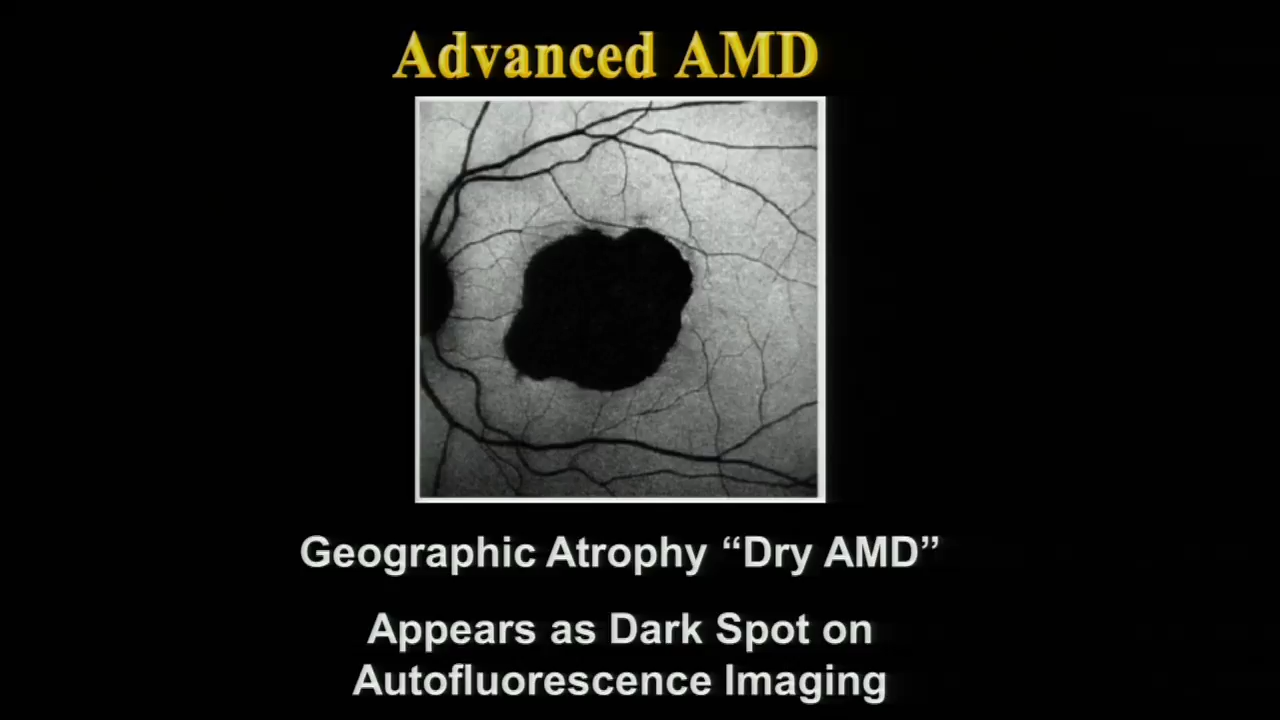 Advanced AMD
Geographic Atrophy “Dry AMD”
Appears as Dark Spot on
Autofluorescence Imaging